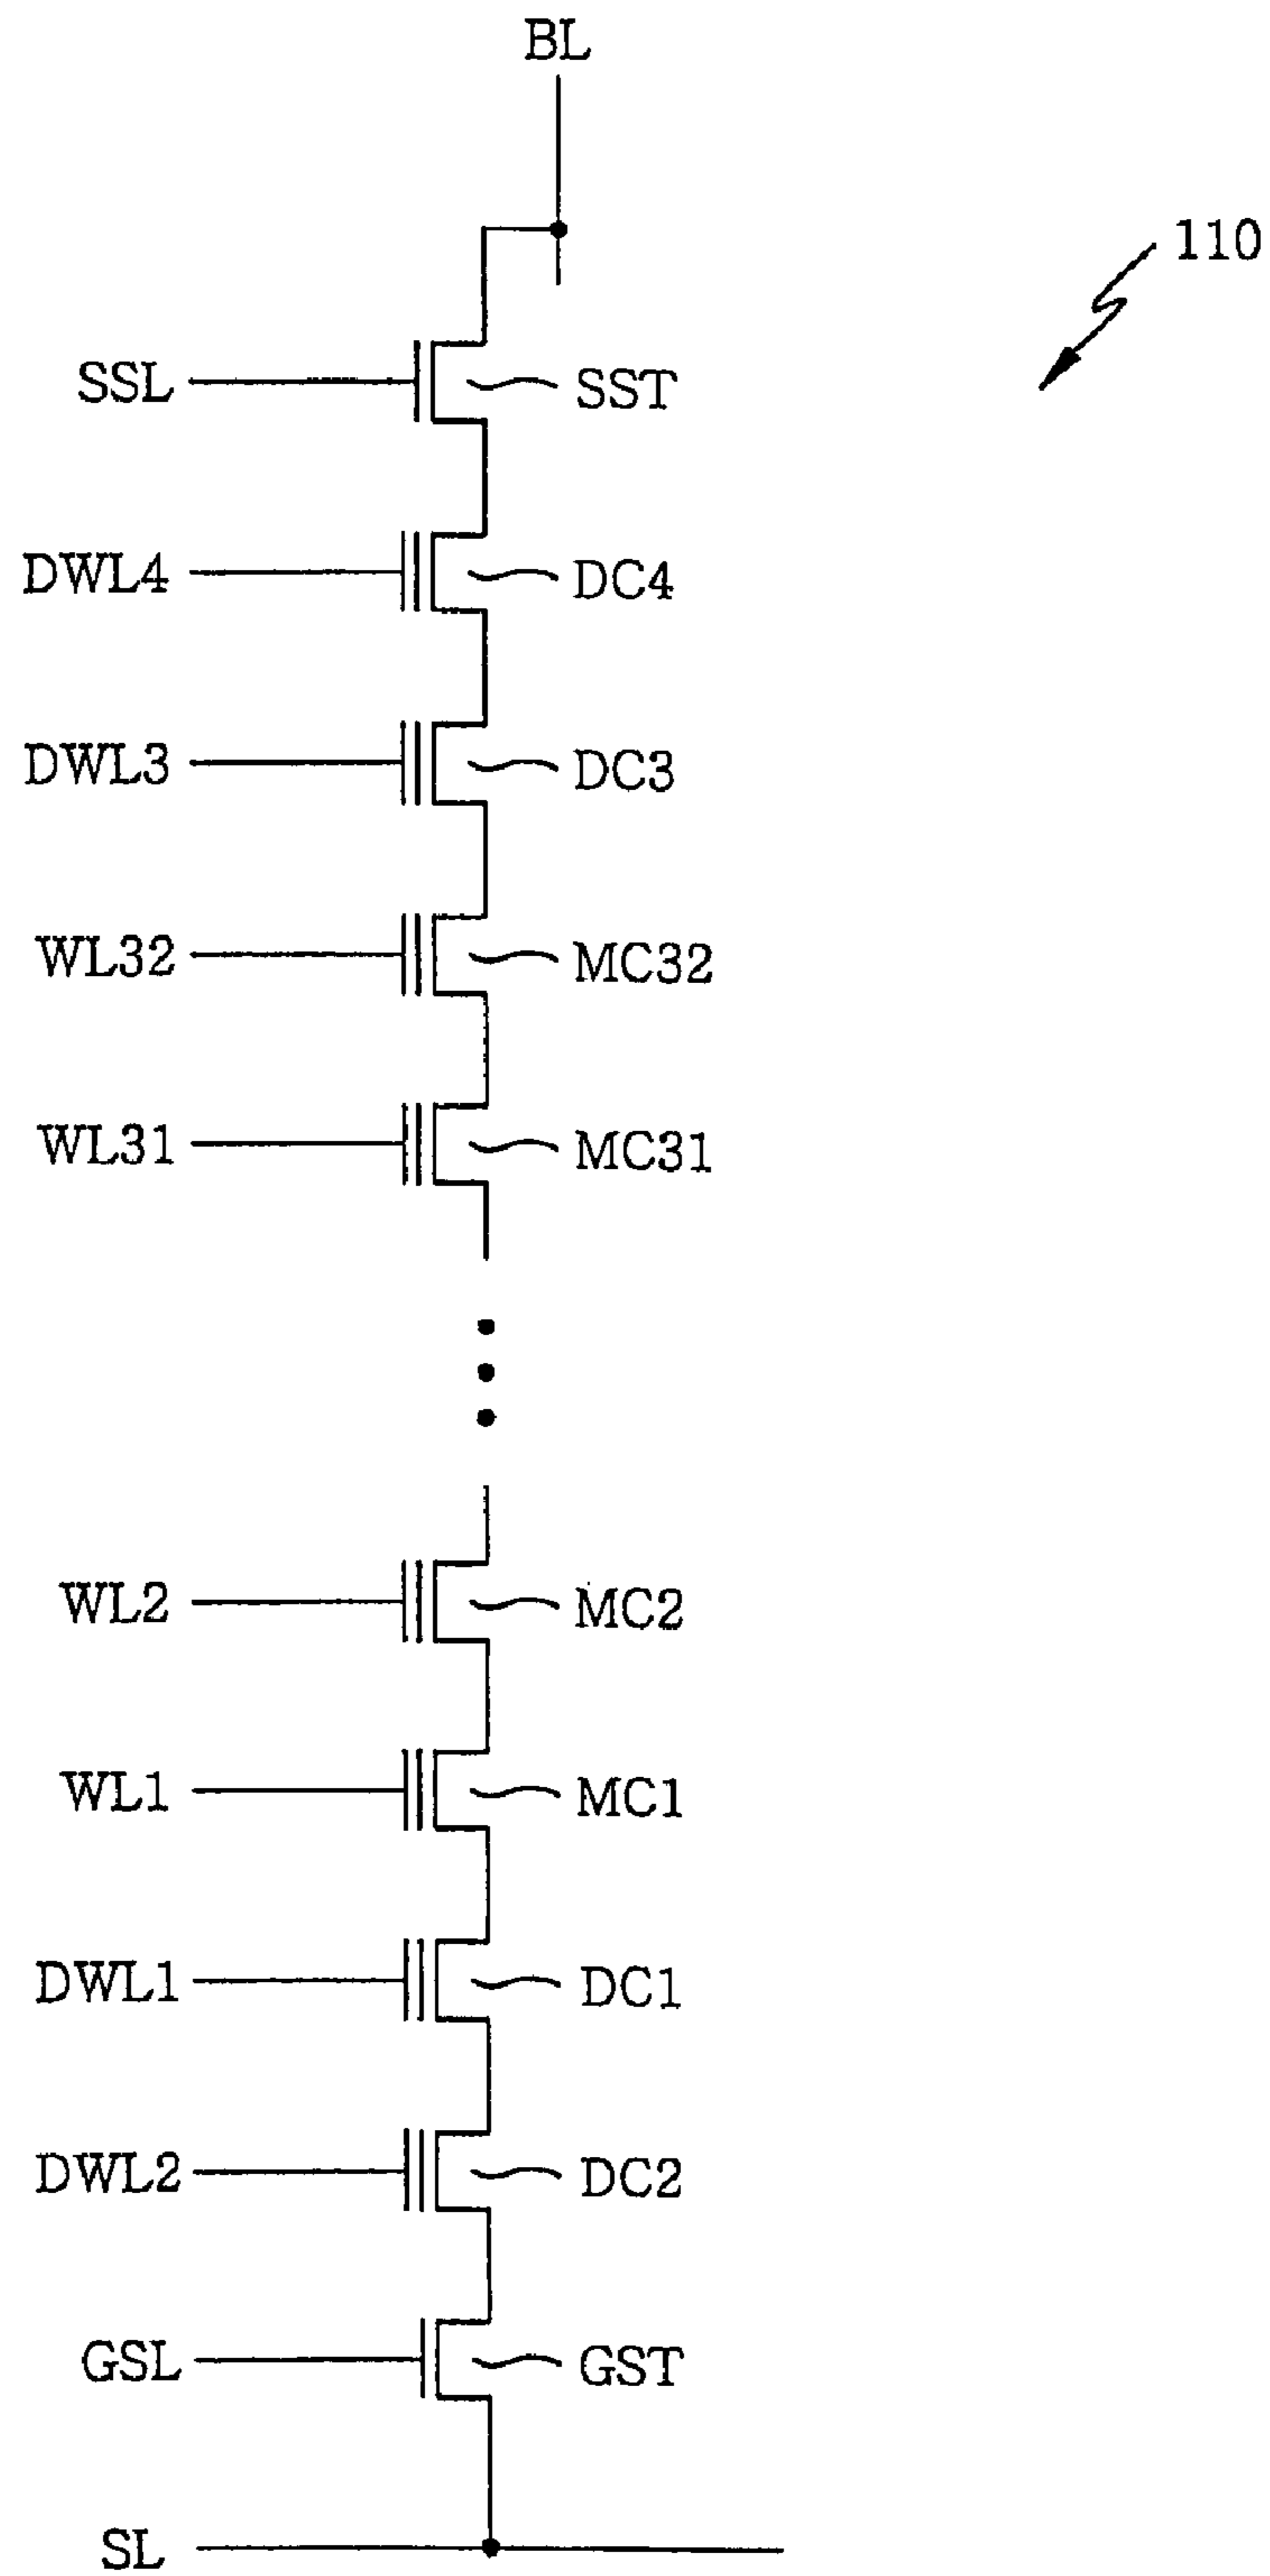 BL
110
SSL SST
DWL4 DC4
DWL3 DC3
WL32 MC32
WL31 MC31
WL2 MC2
WL1 MC1
DWL1 DC1
DWL2 DC2
GSL GST
SL